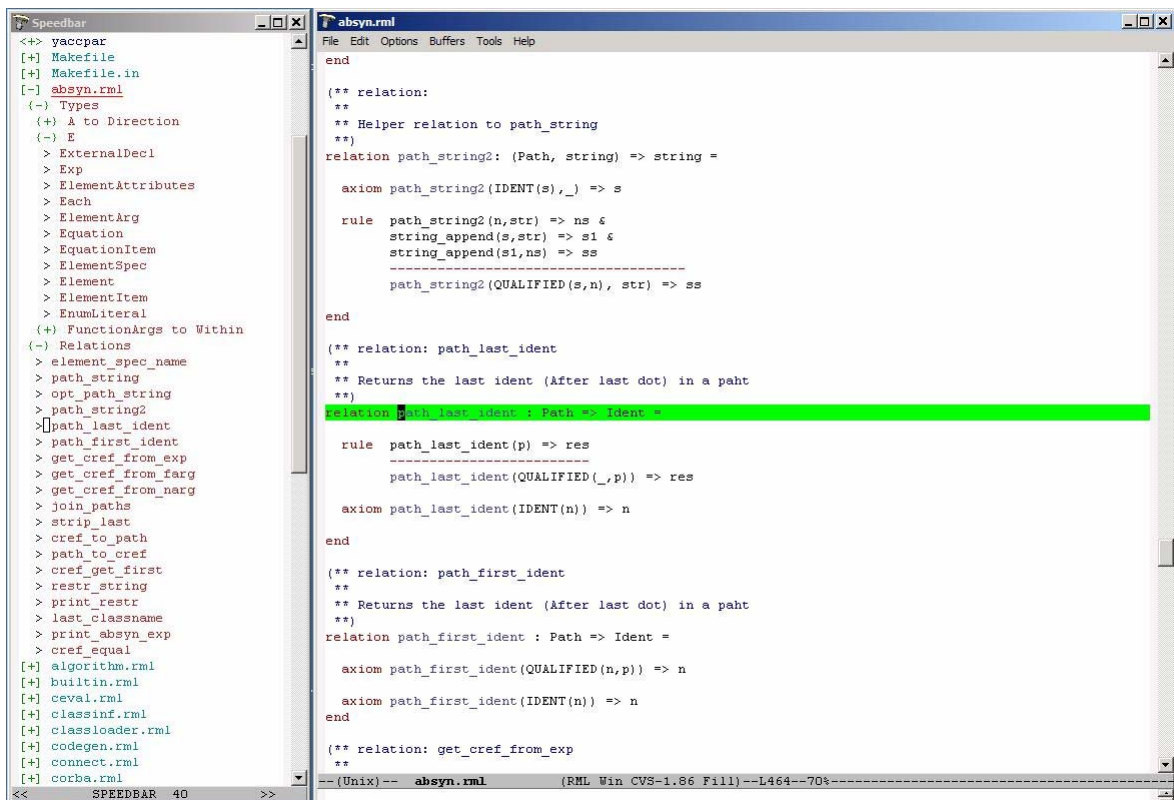 Speedbar
<+> yaccpar
[+] Makefile
[+] Makefile.in
[-] absyn.rml
{-} Types
{+} A to Direction
{-} E
> ExternalDecl
> Exp
> ElementAttributes
> Each
> ElementArg
> Equation
> EquationItem
> ElementSpec
> Element
> ElementItem
> EnumLiteral
{+} FunctionArgs to Within
{-} Relations
> element_spec_name
> path_string
> opt_path_string
> path_string2
> path_last_ident
> path_first_ident
> get_cref_from_exp
> get_cref_from_farg
> get_cref_from_narg
> join_paths
> strip_last
> cref_to_path
> path_to_cref
> cref_get_first
> restr_string
> print_restr
> last_classname
> print_absyn_exp
> cref_equal
[+] algorithm.rml
[+] builtin.rml
[+] ceval.rml
[+] classinf.rml
[+] classloader.rml
[+] codegen.rml
[+] connect.rml
[+] corba.rml
<< SPEEDBAR 40 >>
absyn.rml
File Edit Options Buffers Tools Help
end
(** relation:
**
** Helper relation to path_string
**)
relation path_string2: (Path, string) => string =
axiom path_string2(IDENT(s),_) => s
rule path_string2(n,str) => ns &
string_append(s,str) => s1 &
string_append(s1,ns) => ss
-------------------------------------
path_string2(QUALIFIED(s,n), str) => ss
end
(** relation: path_last_ident
**
** Returns the last ident (After last dot) in a paht
**)
relation path_last_ident : Path => Ident =
rule path_last_ident(p) => res
-------------------------
path_last_ident(QUALIFIED(_,p)) => res
axiom path_last_ident(IDENT(n)) => n
end
(** relation: path_first_ident
**
** Returns the last ident (After last dot) in a paht
**)
relation path_first_ident : Path => Ident =
axiom path_first_ident(QUALIFIED(n,p)) => n
axiom path_first_ident(IDENT(n)) => n
end
(** relation: get_cref_from_exp
**
--(Unix)-- absyn.rml (RML Win CVS-1.86 Fill)--L464--70%----------------------------------------